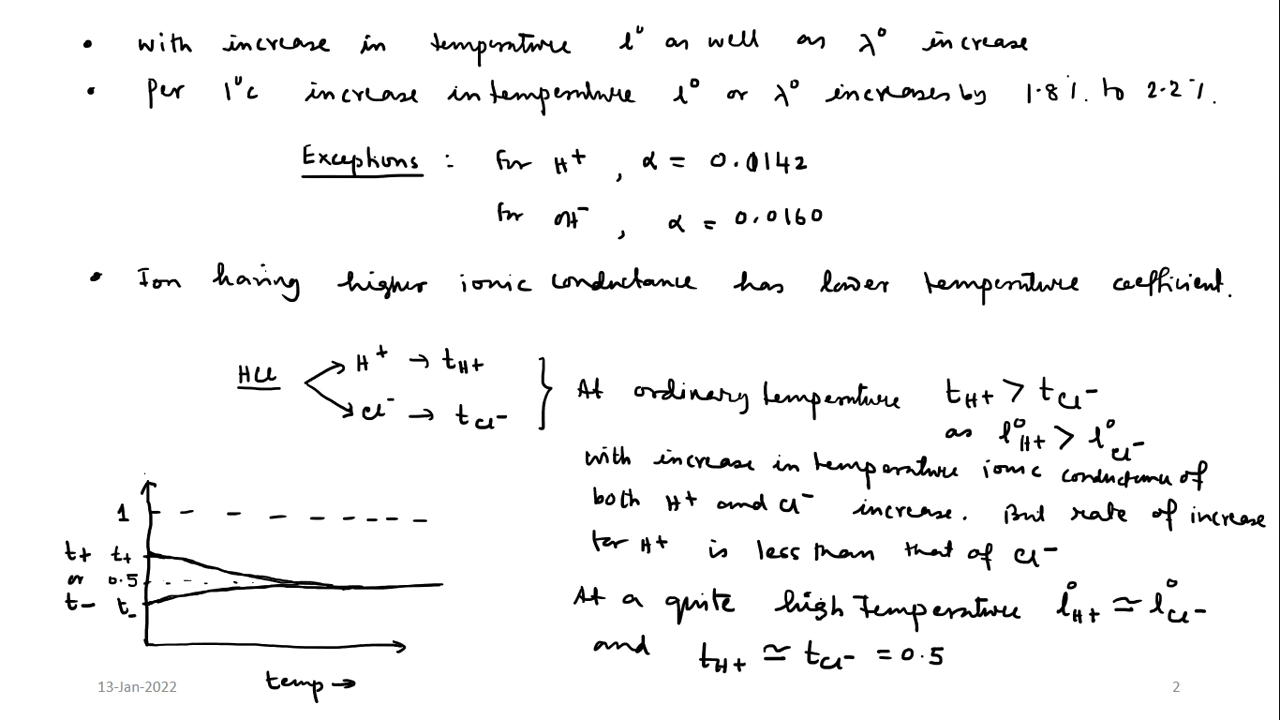 • with increase in temperature l° as well as λ° increase
• Per 1°c increase in temperature l° or λ° increases by 1.8%. to 2.2%.
Exceptions : for H+ , α = 0.0142
for OH− , α = 0.0160
• Ion having higher ionic conductance has lower temperature coefficient.
HCl H+ → tH+
Cl− → tCl−
At ordinary temperature tH+ > tCl−
as l°H+ > l°Cl−
with increase in temperature ionic conductance of
both H+ and Cl− increase. But rate of increase
for H+ is less than that of Cl−
At a quite high Temperature l°H+ ≃ l°Cl−
and tH+ ≃ tCl− = 0.5
1
t+ t+
or 0.5
t− t−
temp →
13-Jan-2022 2